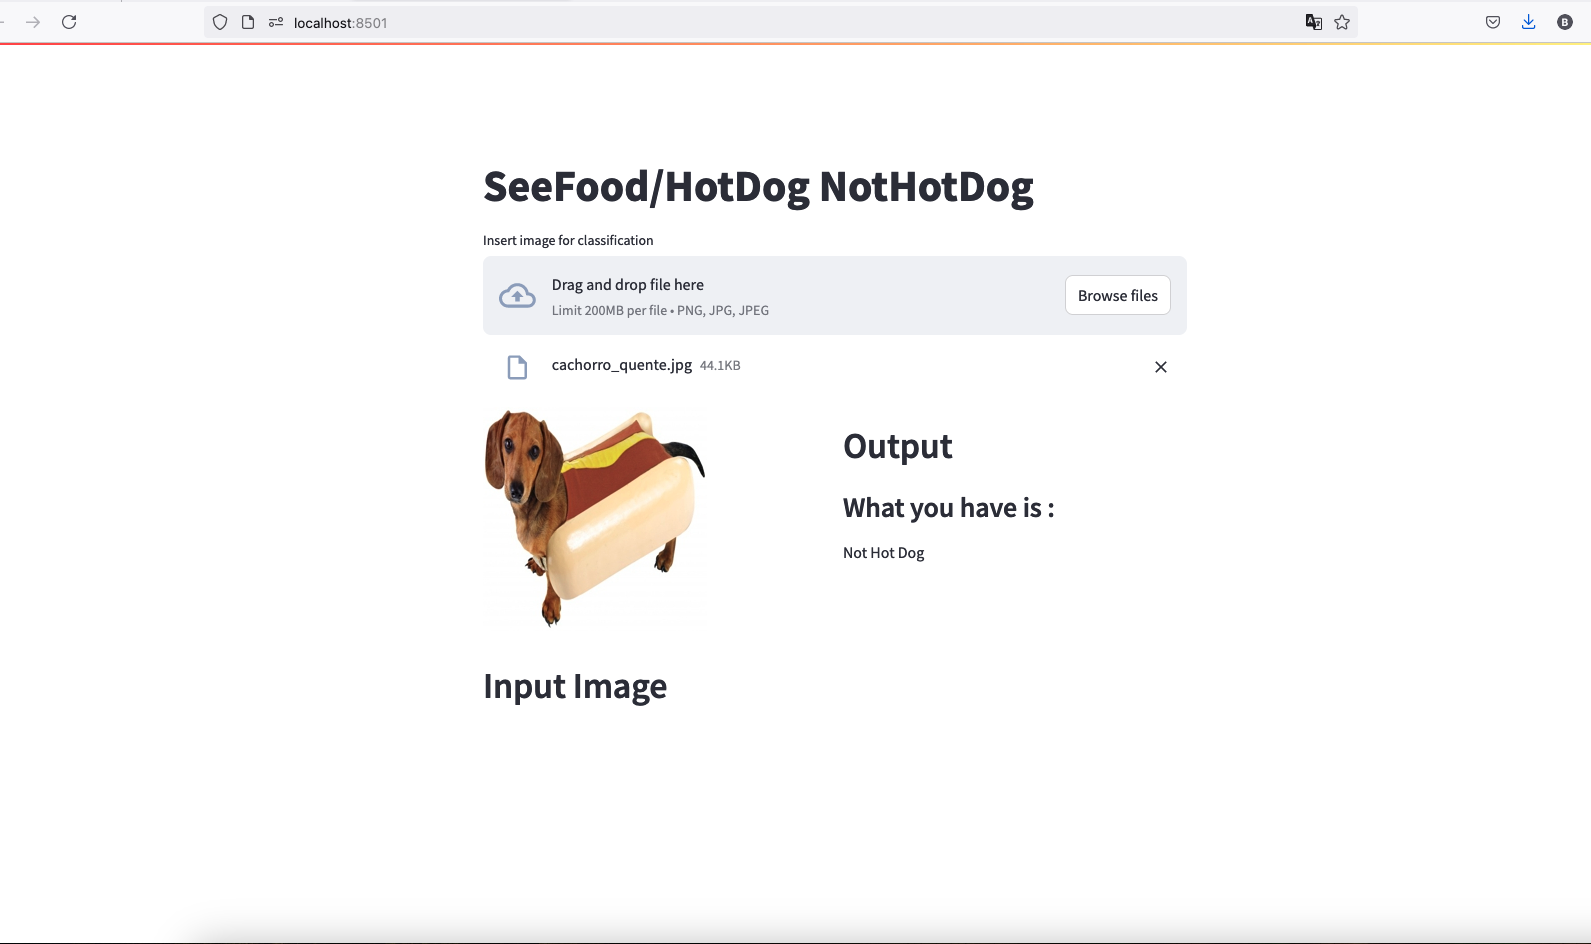 localhost:8501
B
SeeFood/HotDog NotHotDog
Insert image for classification
Drag and drop file here
Limit 200MB per file • PNG, JPG, JPEG
Browse files
cachorro_quente.jpg 44.1KB
Output
What you have is :
Not Hot Dog
Input Image